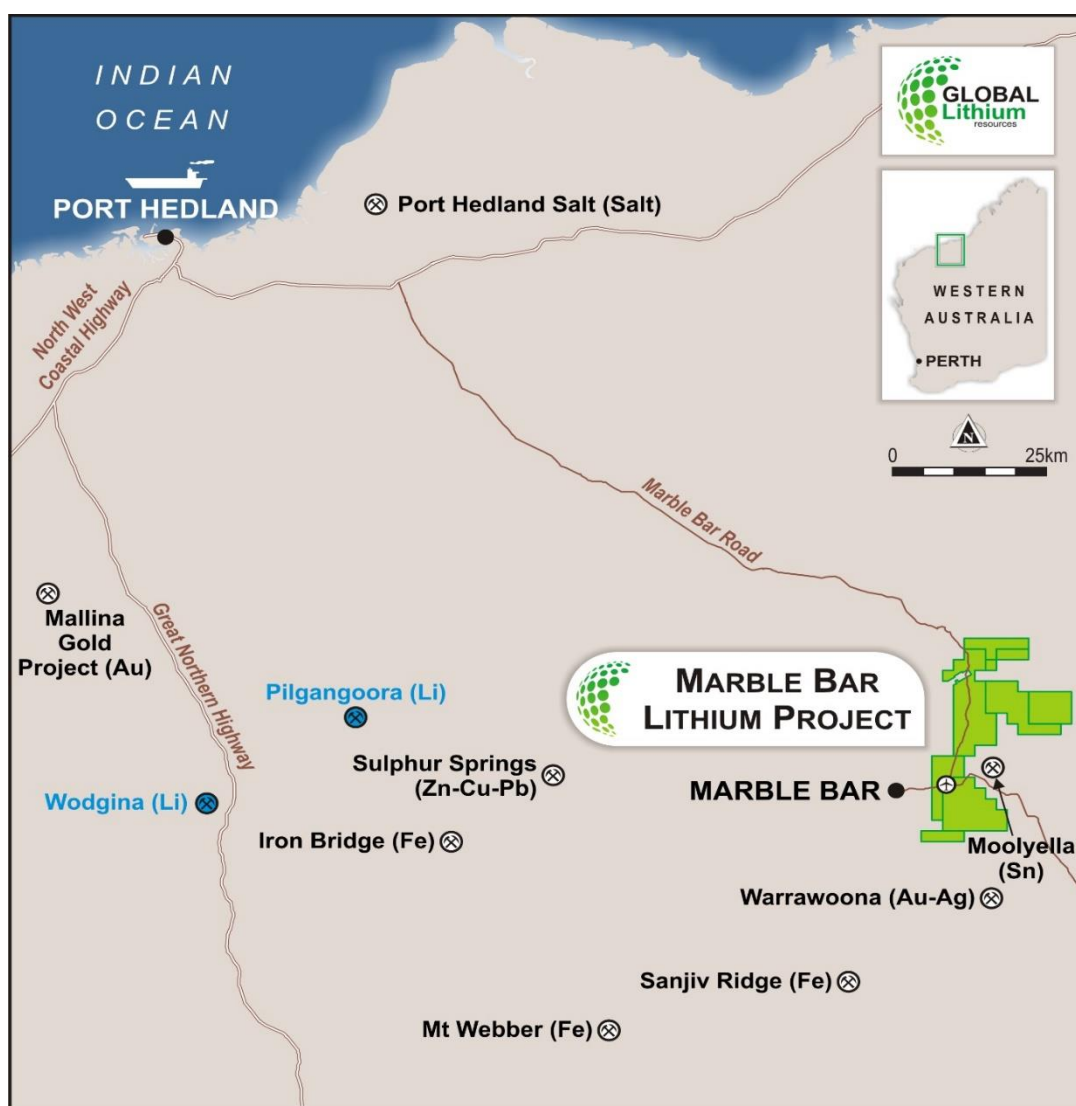 INDIAN
OCEAN
GLOBAL
Lithium
resources
PORT HEDLAND
Port Hedland Salt (Salt)
North West
Coastal Highway
WESTERN
AUSTRALIA
PERTH
N
0 25km
Marble Bar Road
Mallina
Gold
Project (Au)
Great Northern Highway
Pilgangoora (Li)
MARBLE BAR
LITHIUM PROJECT
Sulphur Springs
(Zn-Cu-Pb)
Wodgina (Li)
MARBLE BAR
Iron Bridge (Fe)
Moolyella
(Sn)
Warrawoona (Au-Ag)
Sanjiv Ridge (Fe)
Mt Webber (Fe)